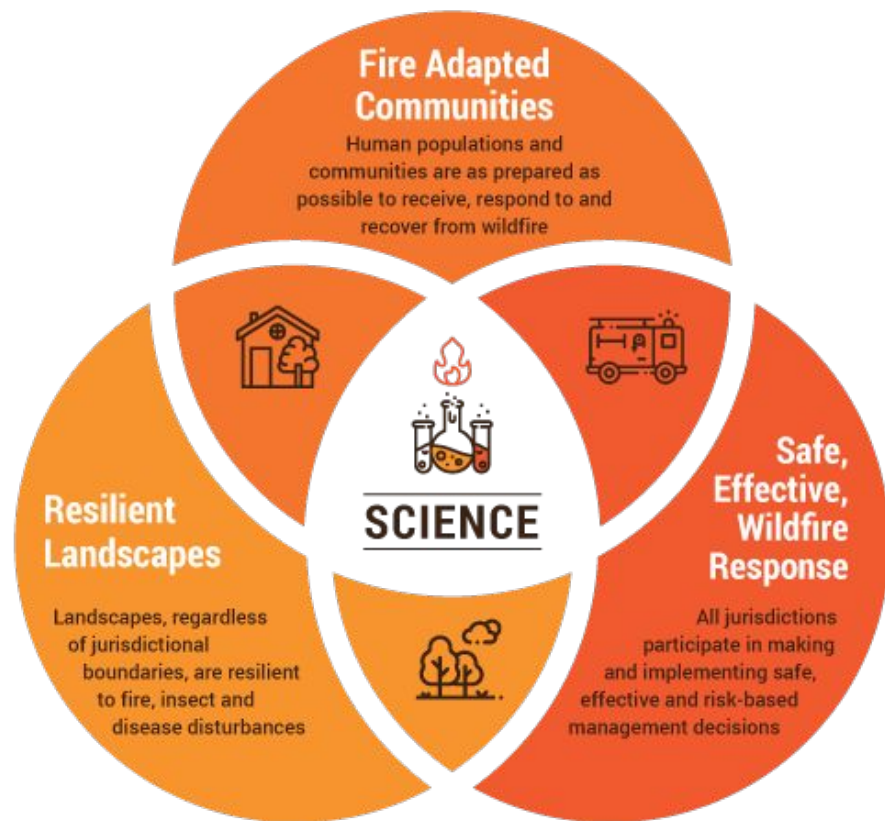 Fire Adapted
Communities
Human populations and
communities are as prepared as
possible to receive, respond to and
recover from wildfire
SCIENCE
Resilient
Landscapes
Landscapes, regardless
of jurisdictional
boundaries, are resilient
to fire, insect and
disease disturbances
Safe,
Effective,
Wildfire
Response
All jurisdictions
participate in making
and implementing safe,
effective and risk-based
management decisions